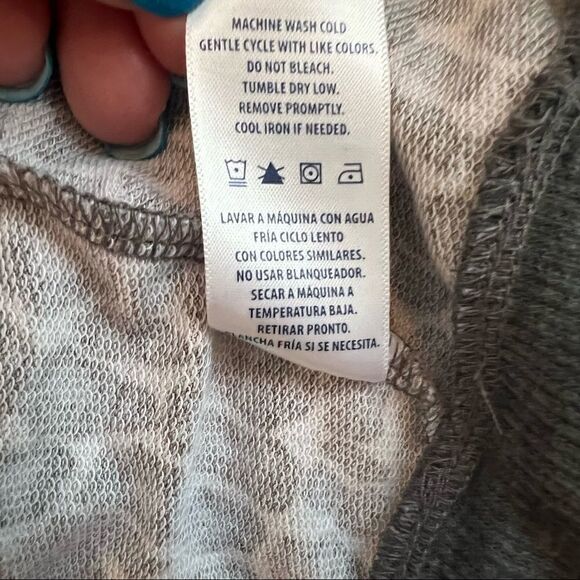 MACHINE WASH COLD
GENTLE CYCLE WITH LIKE COLORS.
DO NOT BLEACH.
TUMBLE DRY LOW.
REMOVE PROMPTLY.
COOL IRON IF NEEDED.
LAVAR A MÁQUINA CON AGUA
FRÍA CICLO LENTO
CON COLORES SIMILARES.
NO USAR BLANQUEADOR.
SECAR A MÁQUINA A
TEMPERATURA BAJA.
RETIRAR PRONTO.
FRÍA SI SE NECESITA.